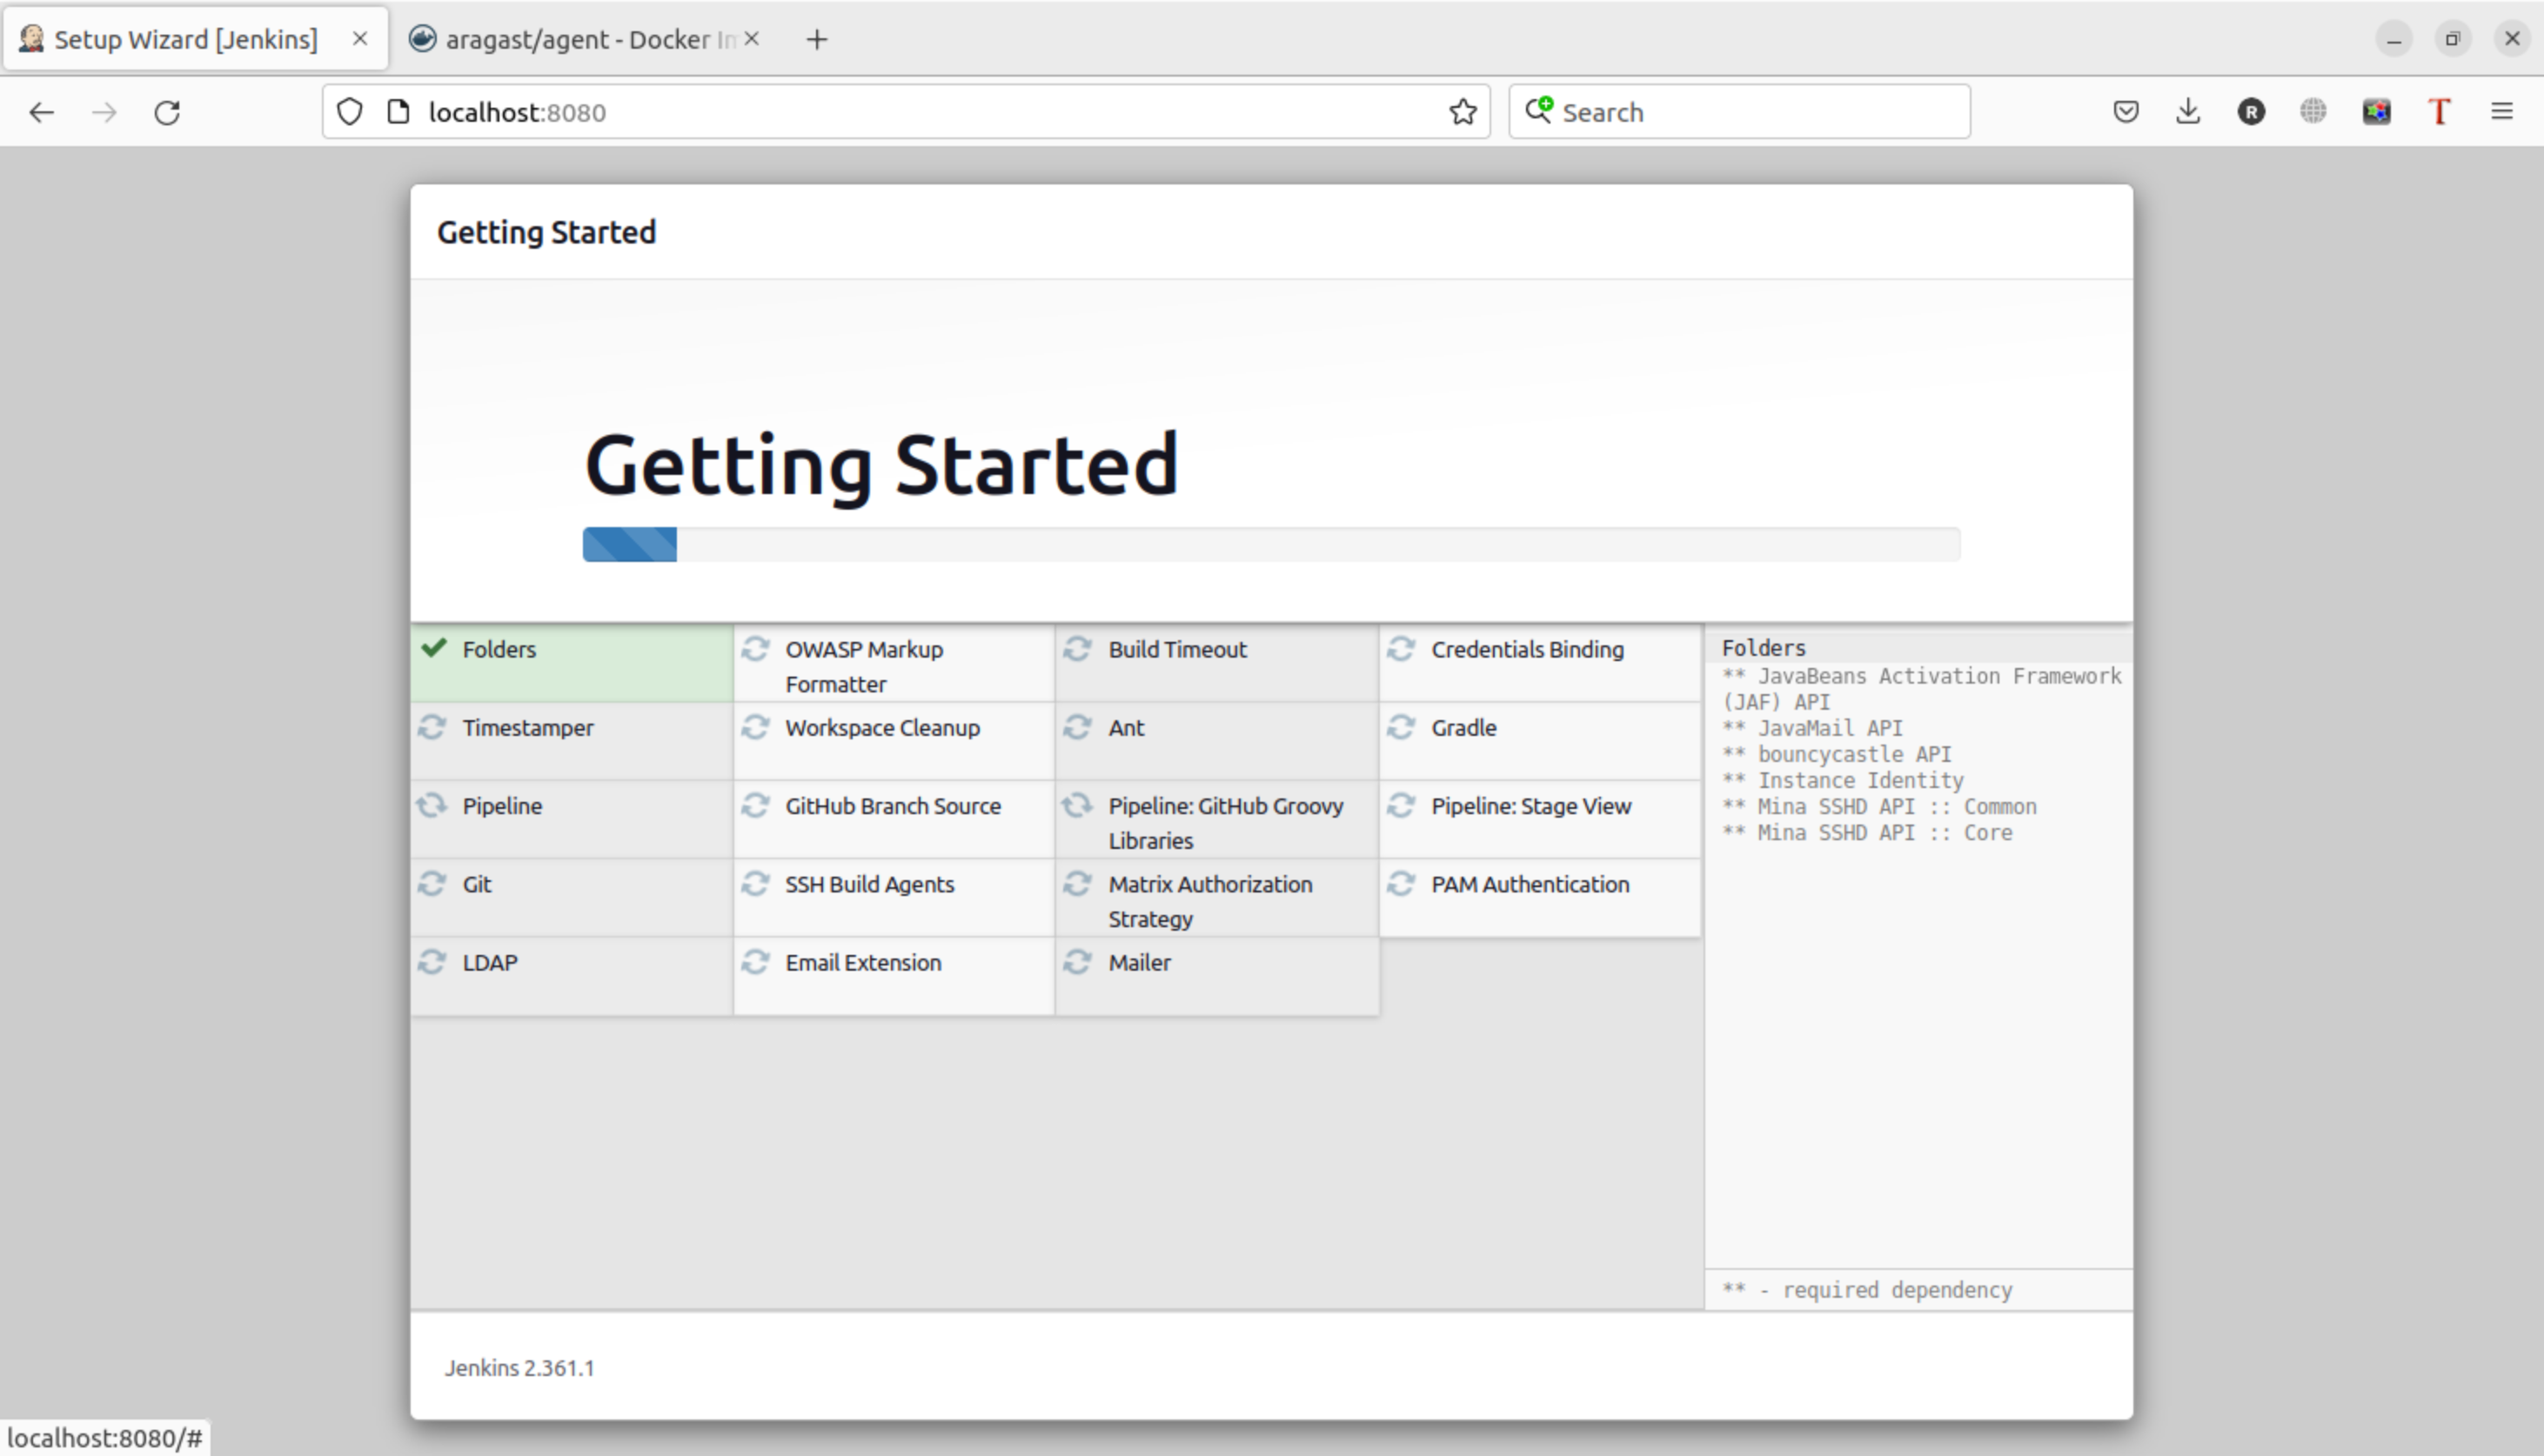 Setup Wizard [Jenkins]
aragast/agent - Docker Im
localhost:8080
Search
R
T
Getting Started
Getting Started
Folders
OWASP Markup
Formatter
Build Timeout
Credentials Binding
Timestamper
Workspace Cleanup
Ant
Gradle
Pipeline
GitHub Branch Source
Pipeline: GitHub Groovy
Libraries
Pipeline: Stage View
Git
SSH Build Agents
Matrix Authorization
Strategy
PAM Authentication
LDAP
Email Extension
Mailer
Folders
** JavaBeans Activation Framework
(JAF) API
** JavaMail API
** bouncycastle API
** Instance Identity
** Mina SSHD API :: Common
** Mina SSHD API :: Core
** - required dependency
Jenkins 2.361.1
localhost:8080/#